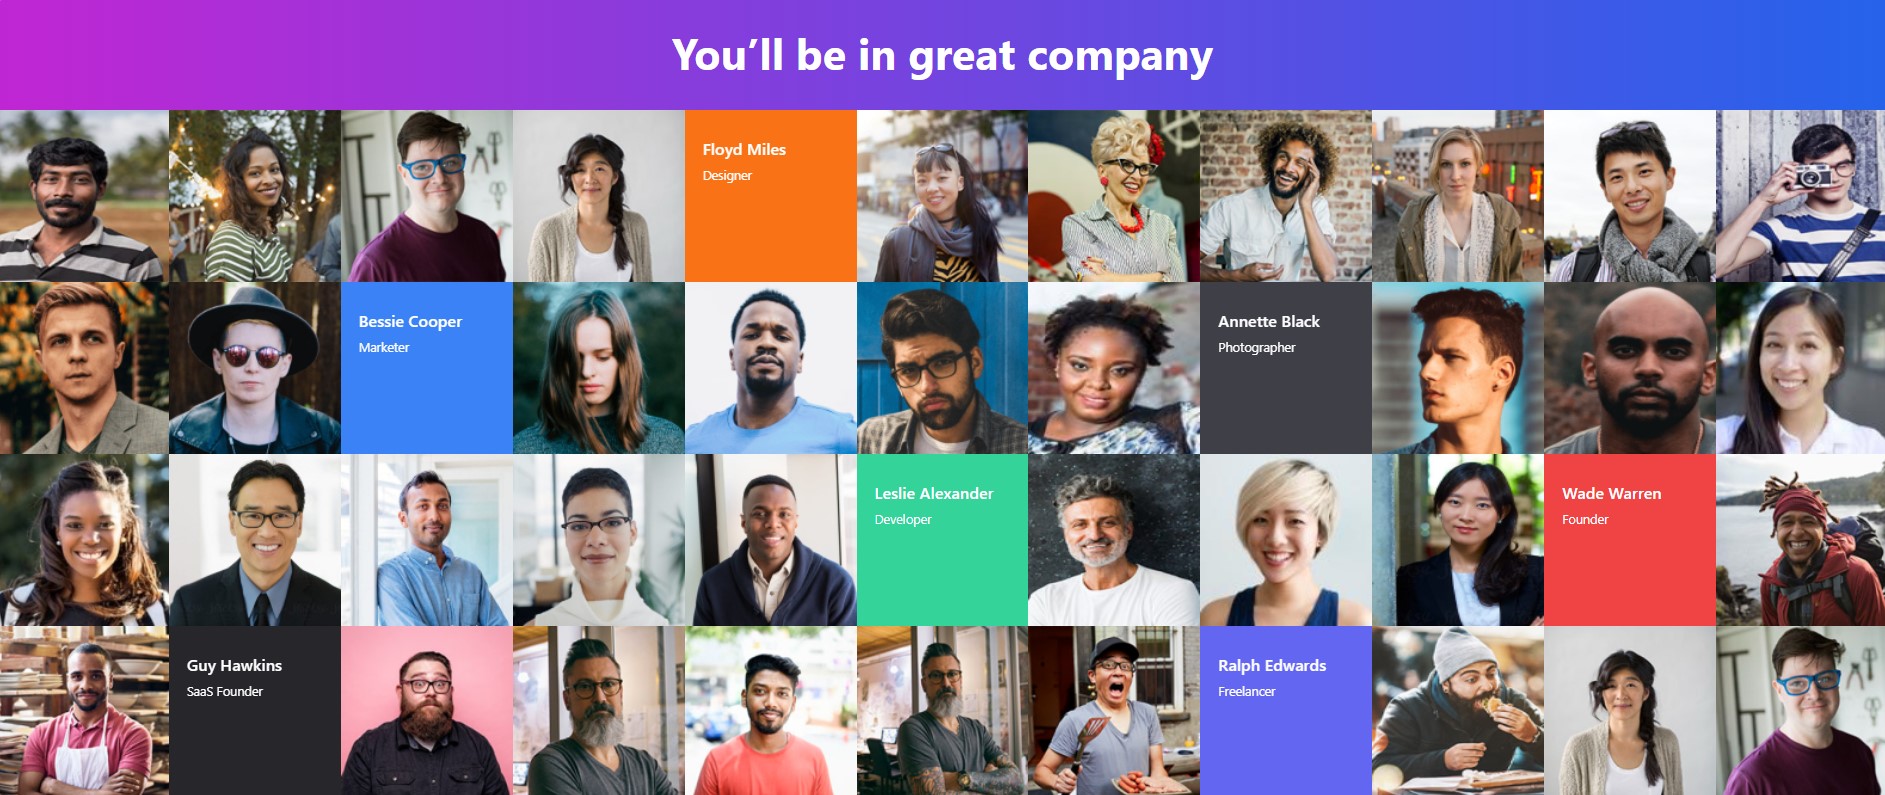 You’ll be in great company
Floyd Miles
Designer
Bessie Cooper
Marketer
Annette Black
Photographer
Leslie Alexander
Developer
Wade Warren
Founder
Guy Hawkins
SaaS Founder
Ralph Edwards
Freelancer